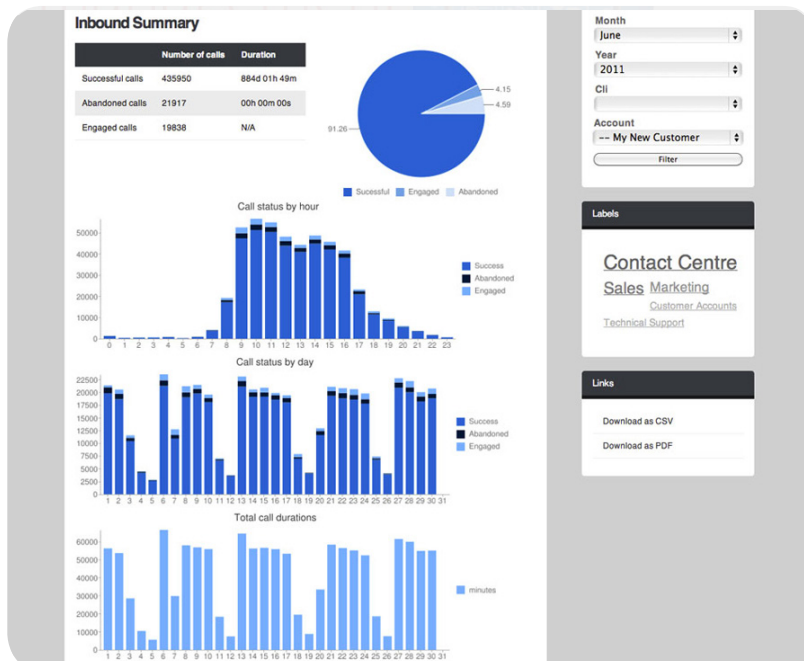 Inbound Summary
Number of calls Duration
Successful calls 435950 884d 01h 49m
Abandoned calls 21917 00h 00m 00s
Engaged calls 19838 N/A
4.15
4.59
91.26
Sucessful Engaged Abandoned
Call status by hour
50000
40000
30000
20000
10000
0
0 1 2 3 4 5 6 7 8 9 10 11 12 13 14 15 16 17 18 19 20 21 22 23
Success
Abandoned
Engaged
Call status by day
22500
20000
17500
15000
12500
10000
7500
5000
2500
0
1 2 3 4 5 6 7 8 9 10 11 12 13 14 15 16 17 18 19 20 21 22 23 24 25 26 27 28 29 30 31
Success
Abandoned
Engaged
Total call durations
60000
50000
40000
30000
20000
10000
0
1 2 3 4 5 6 7 8 9 10 11 12 13 14 15 16 17 18 19 20 21 22 23 24 25 26 27 28 29 30 31
minutes
Month
June
Year
2011
Cli
Account
-- My New Customer
Filter
Labels
Contact Centre
Sales Marketing
Customer Accounts
Technical Support
Links
Download as CSV
Download as PDF